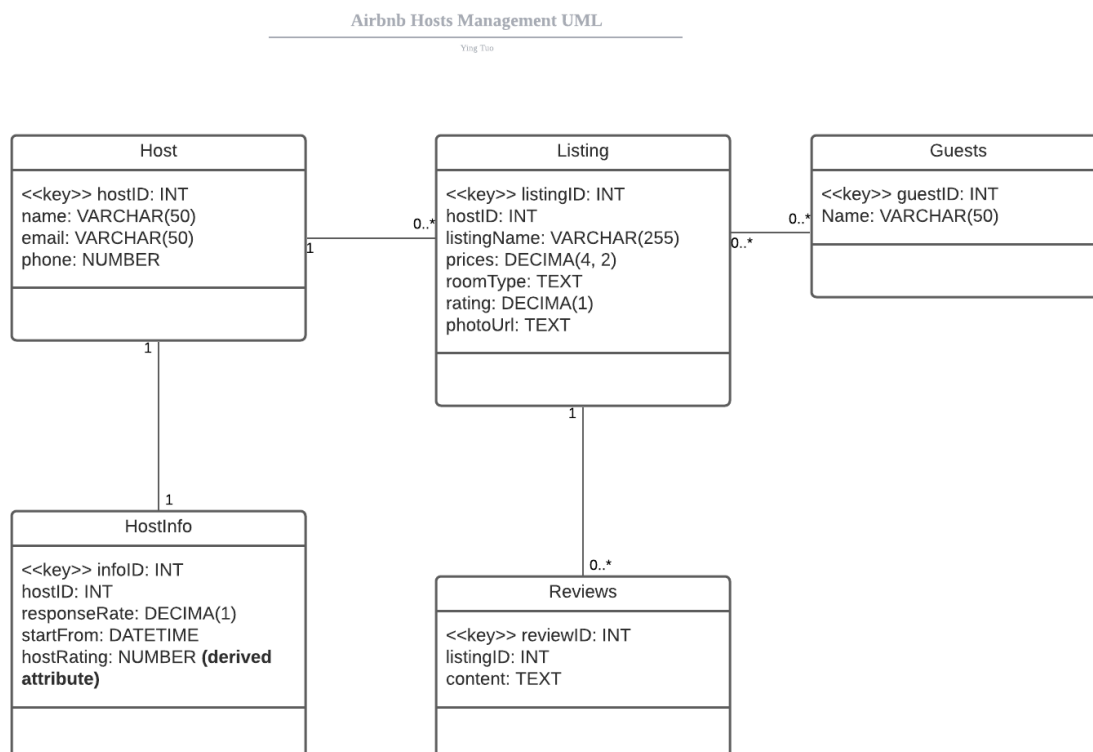 Airbnb Hosts Management UML
Ying Tuo
Host
<<key>> hostID: INT
name: VARCHAR(50)
email: VARCHAR(50)
phone: NUMBER
1
0..*
Listing
<<key>> listingID: INT
hostID: INT
listingName: VARCHAR(255)
prices: DECIMA(4, 2)
roomType: TEXT
rating: DECIMA(1)
photoUrl: TEXT
0..*
0..*
Guests
<<key>> guestID: INT
Name: VARCHAR(50)
1
1
HostInfo
<<key>> infoID: INT
hostID: INT
responseRate: DECIMA(1)
startFrom: DATETIME
hostRating: NUMBER (derived
attribute)
1
0..*
Reviews
<<key>> reviewID: INT
listingID: INT
content: TEXT